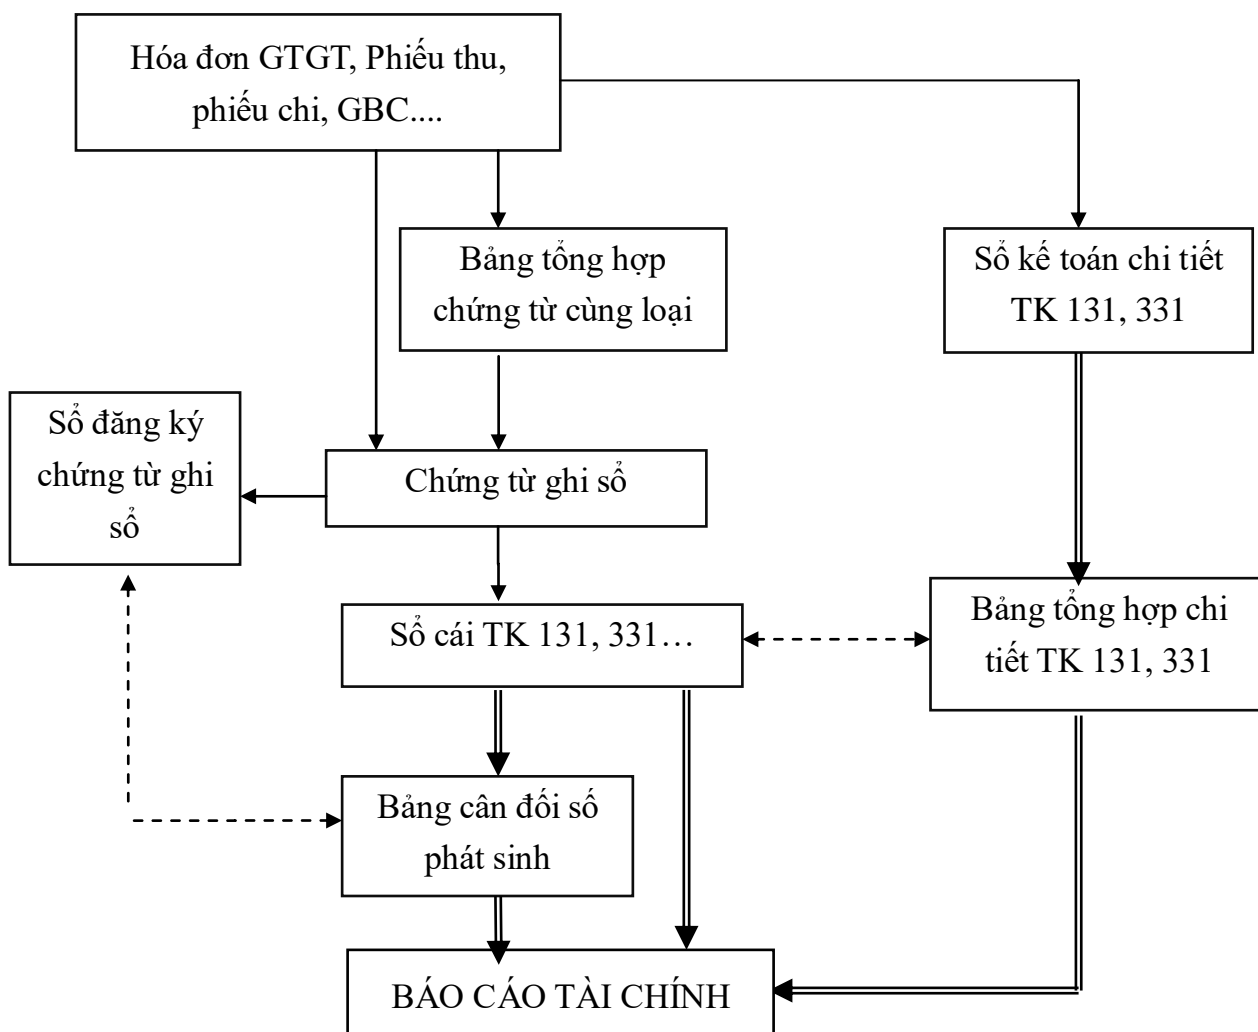 Hóa đơn GTGT, Phiếu thu,
phiếu chi, GBC....
Bảng tổng hợp
chứng từ cùng loại
Sổ kế toán chi tiết
TK 131, 331
Sổ đăng ký
chứng từ ghi
sổ
Chứng từ ghi sổ
Sổ cái TK 131, 331…
Bảng tổng hợp chi
tiết TK 131, 331
Bảng cân đối số
phát sinh
BÁO CÁO TÀI CHÍNH